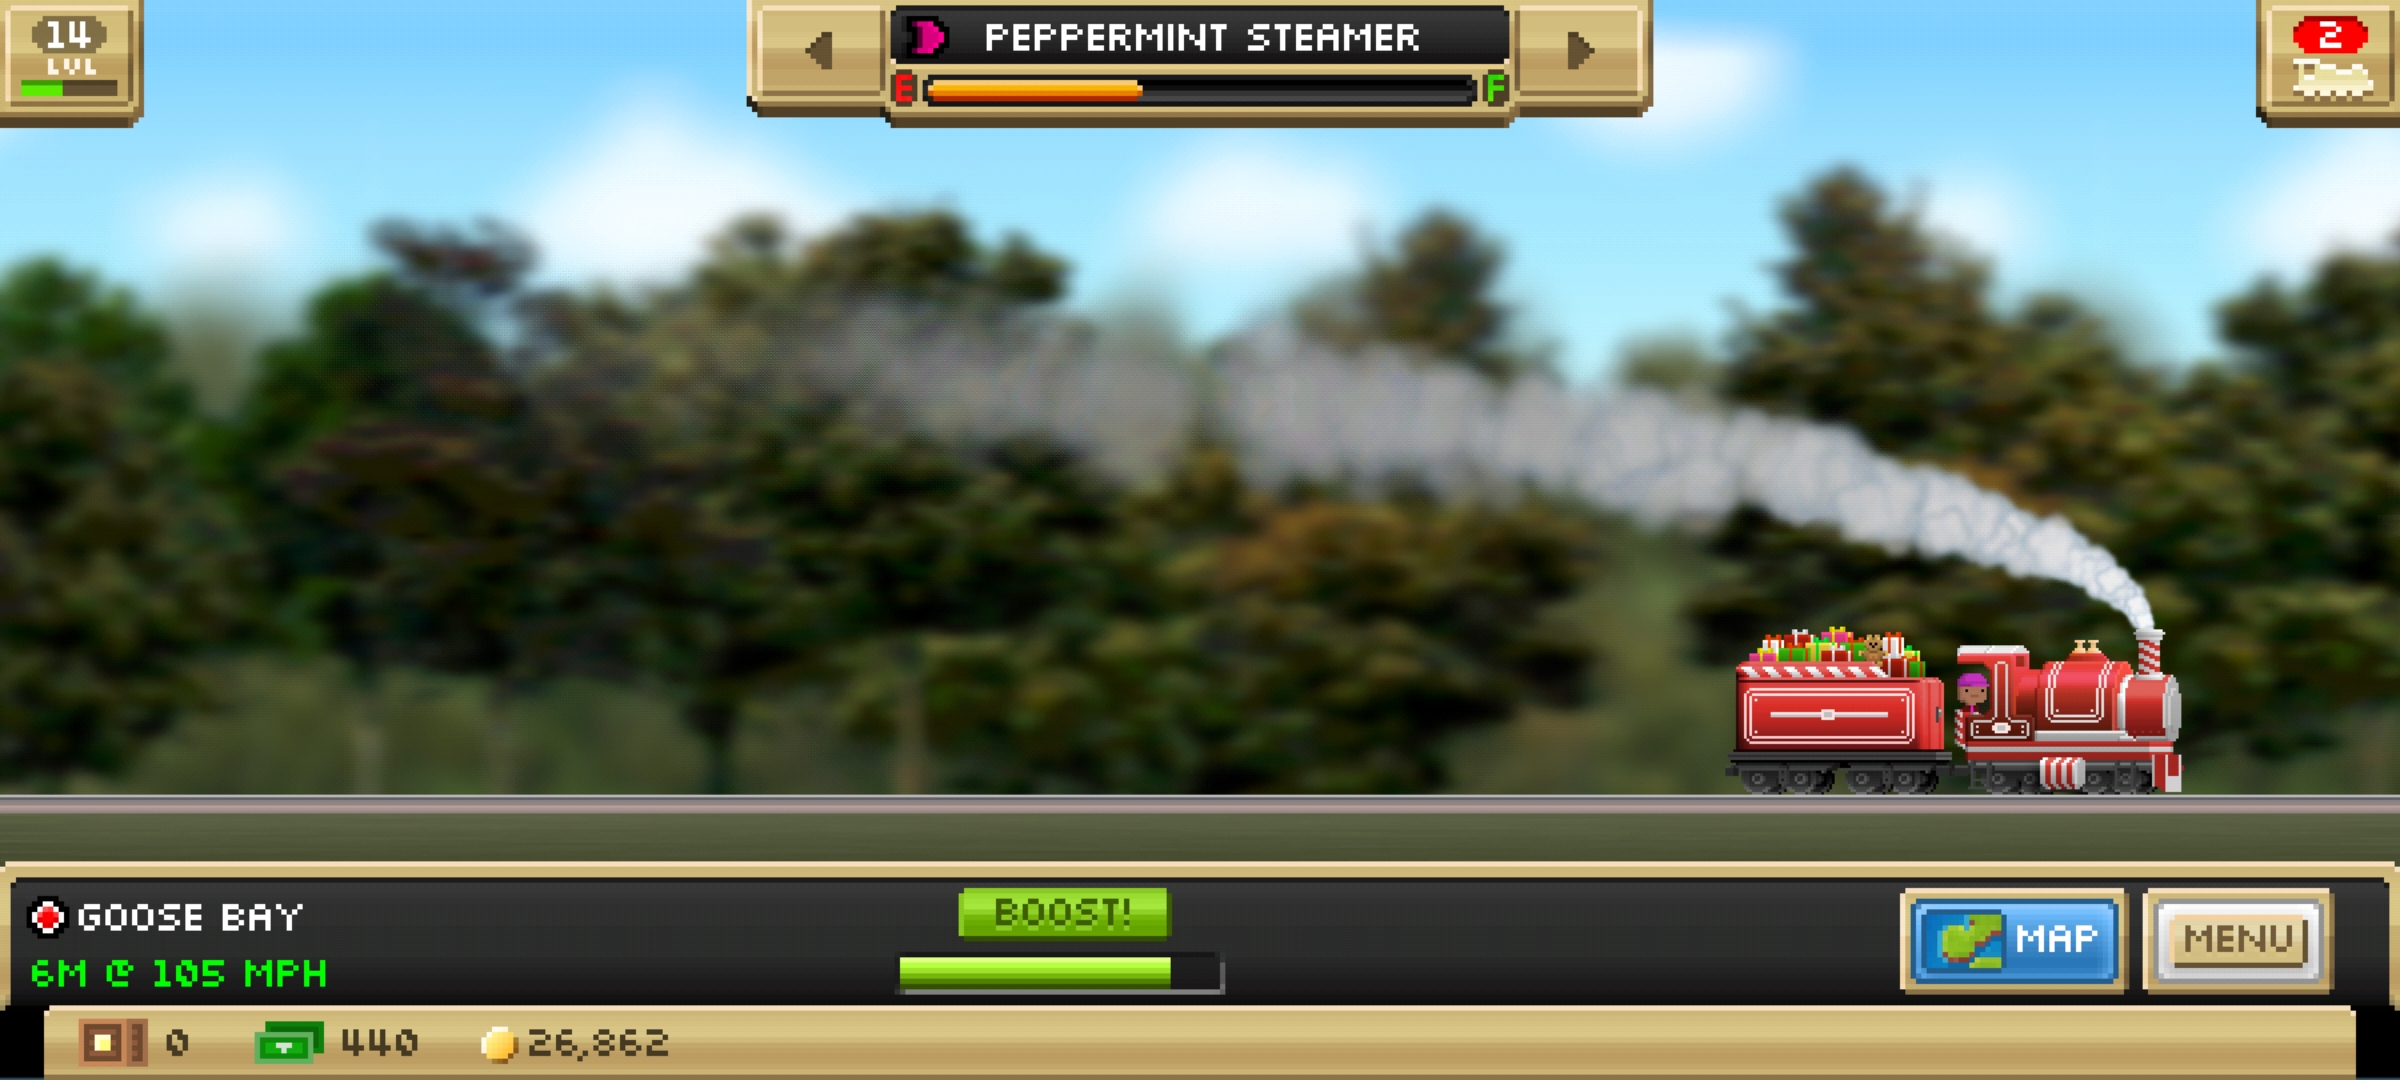 14
LVL
PEPPERMINT STEAMER
E F
2
GOOSE BAY
6M @ 105 MPH
BOOST!
MAP
MENU
0
440
26,862